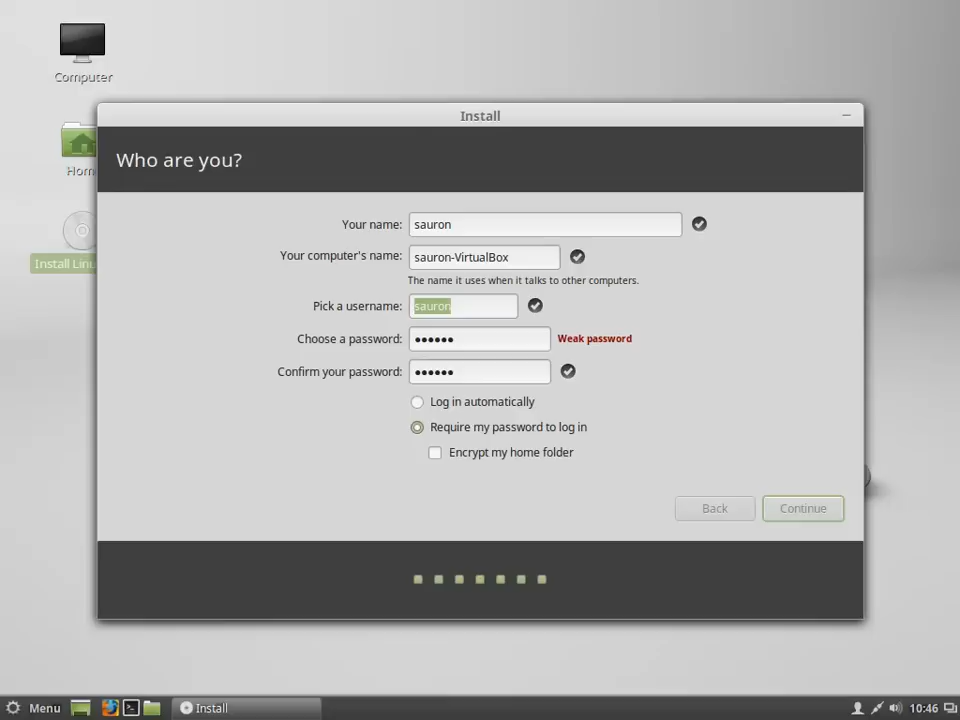 Computer
Install
Who are you?
Home
Your name: sauron
Your computer's name: sauron-VirtualBox
The name it uses when it talks to other computers.
Install Linu
Pick a username: sauron
Choose a password: ●●●●●● Weak password
Confirm your password: ●●●●●●
Log in automatically
Require my password to log in
Encrypt my home folder
Back Continue
Menu Install 10:46